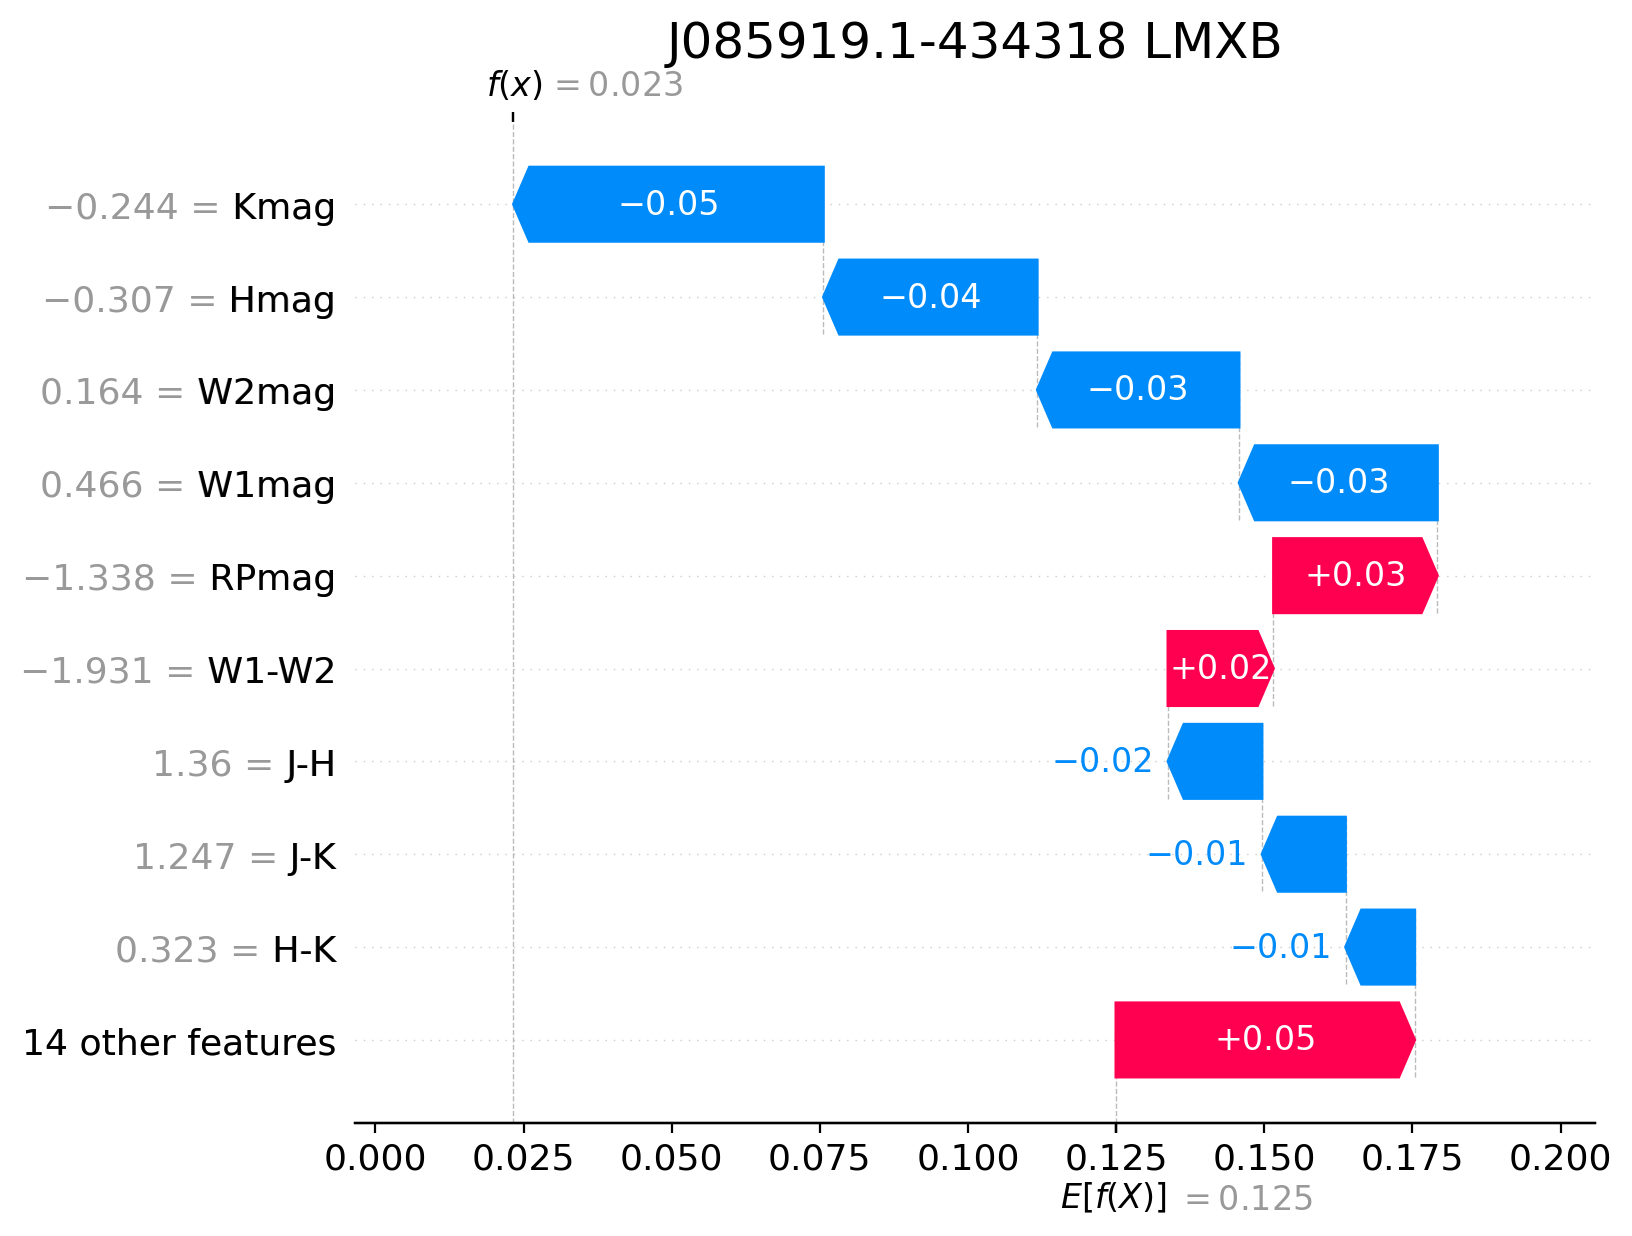 J085919.1-434318 LMXB
f(x) = 0.023
−0.244 = Kmag −0.05
−0.307 = Hmag −0.04
0.164 = W2mag −0.03
0.466 = W1mag −0.03
−1.338 = RPmag +0.03
−1.931 = W1-W2 +0.02
1.36 = J-H −0.02
1.247 = J-K −0.01
0.323 = H-K −0.01
14 other features +0.05
0.000 0.025 0.050 0.075 0.100 0.125 0.150 0.175 0.200
E[f(X)] = 0.125